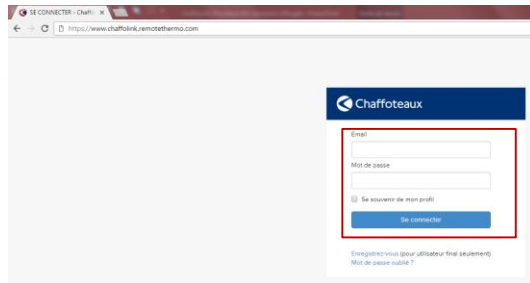 SE CONNECTER - Chaffo
https://www.chaffolink.remotethermo.com
Chaffoteaux
Email
Mot de passe
Se souvenir de mon profil
Se connecter
Enregistrez-vous (pour utilisateur final seulement)
Mot de passe oublié ?